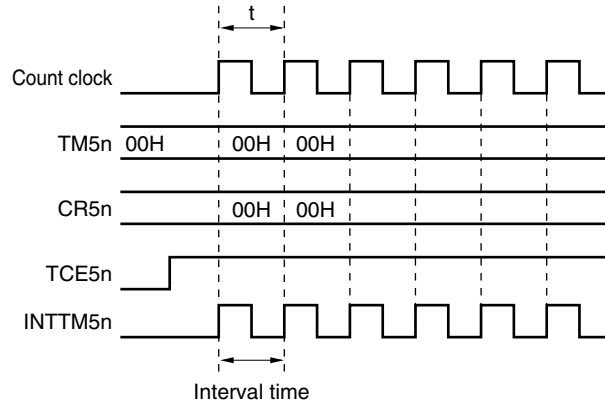 t
Count clock
TM5n 00H 00H 00H
CR5n 00H 00H
TCE5n
INTTM5n
Interval time